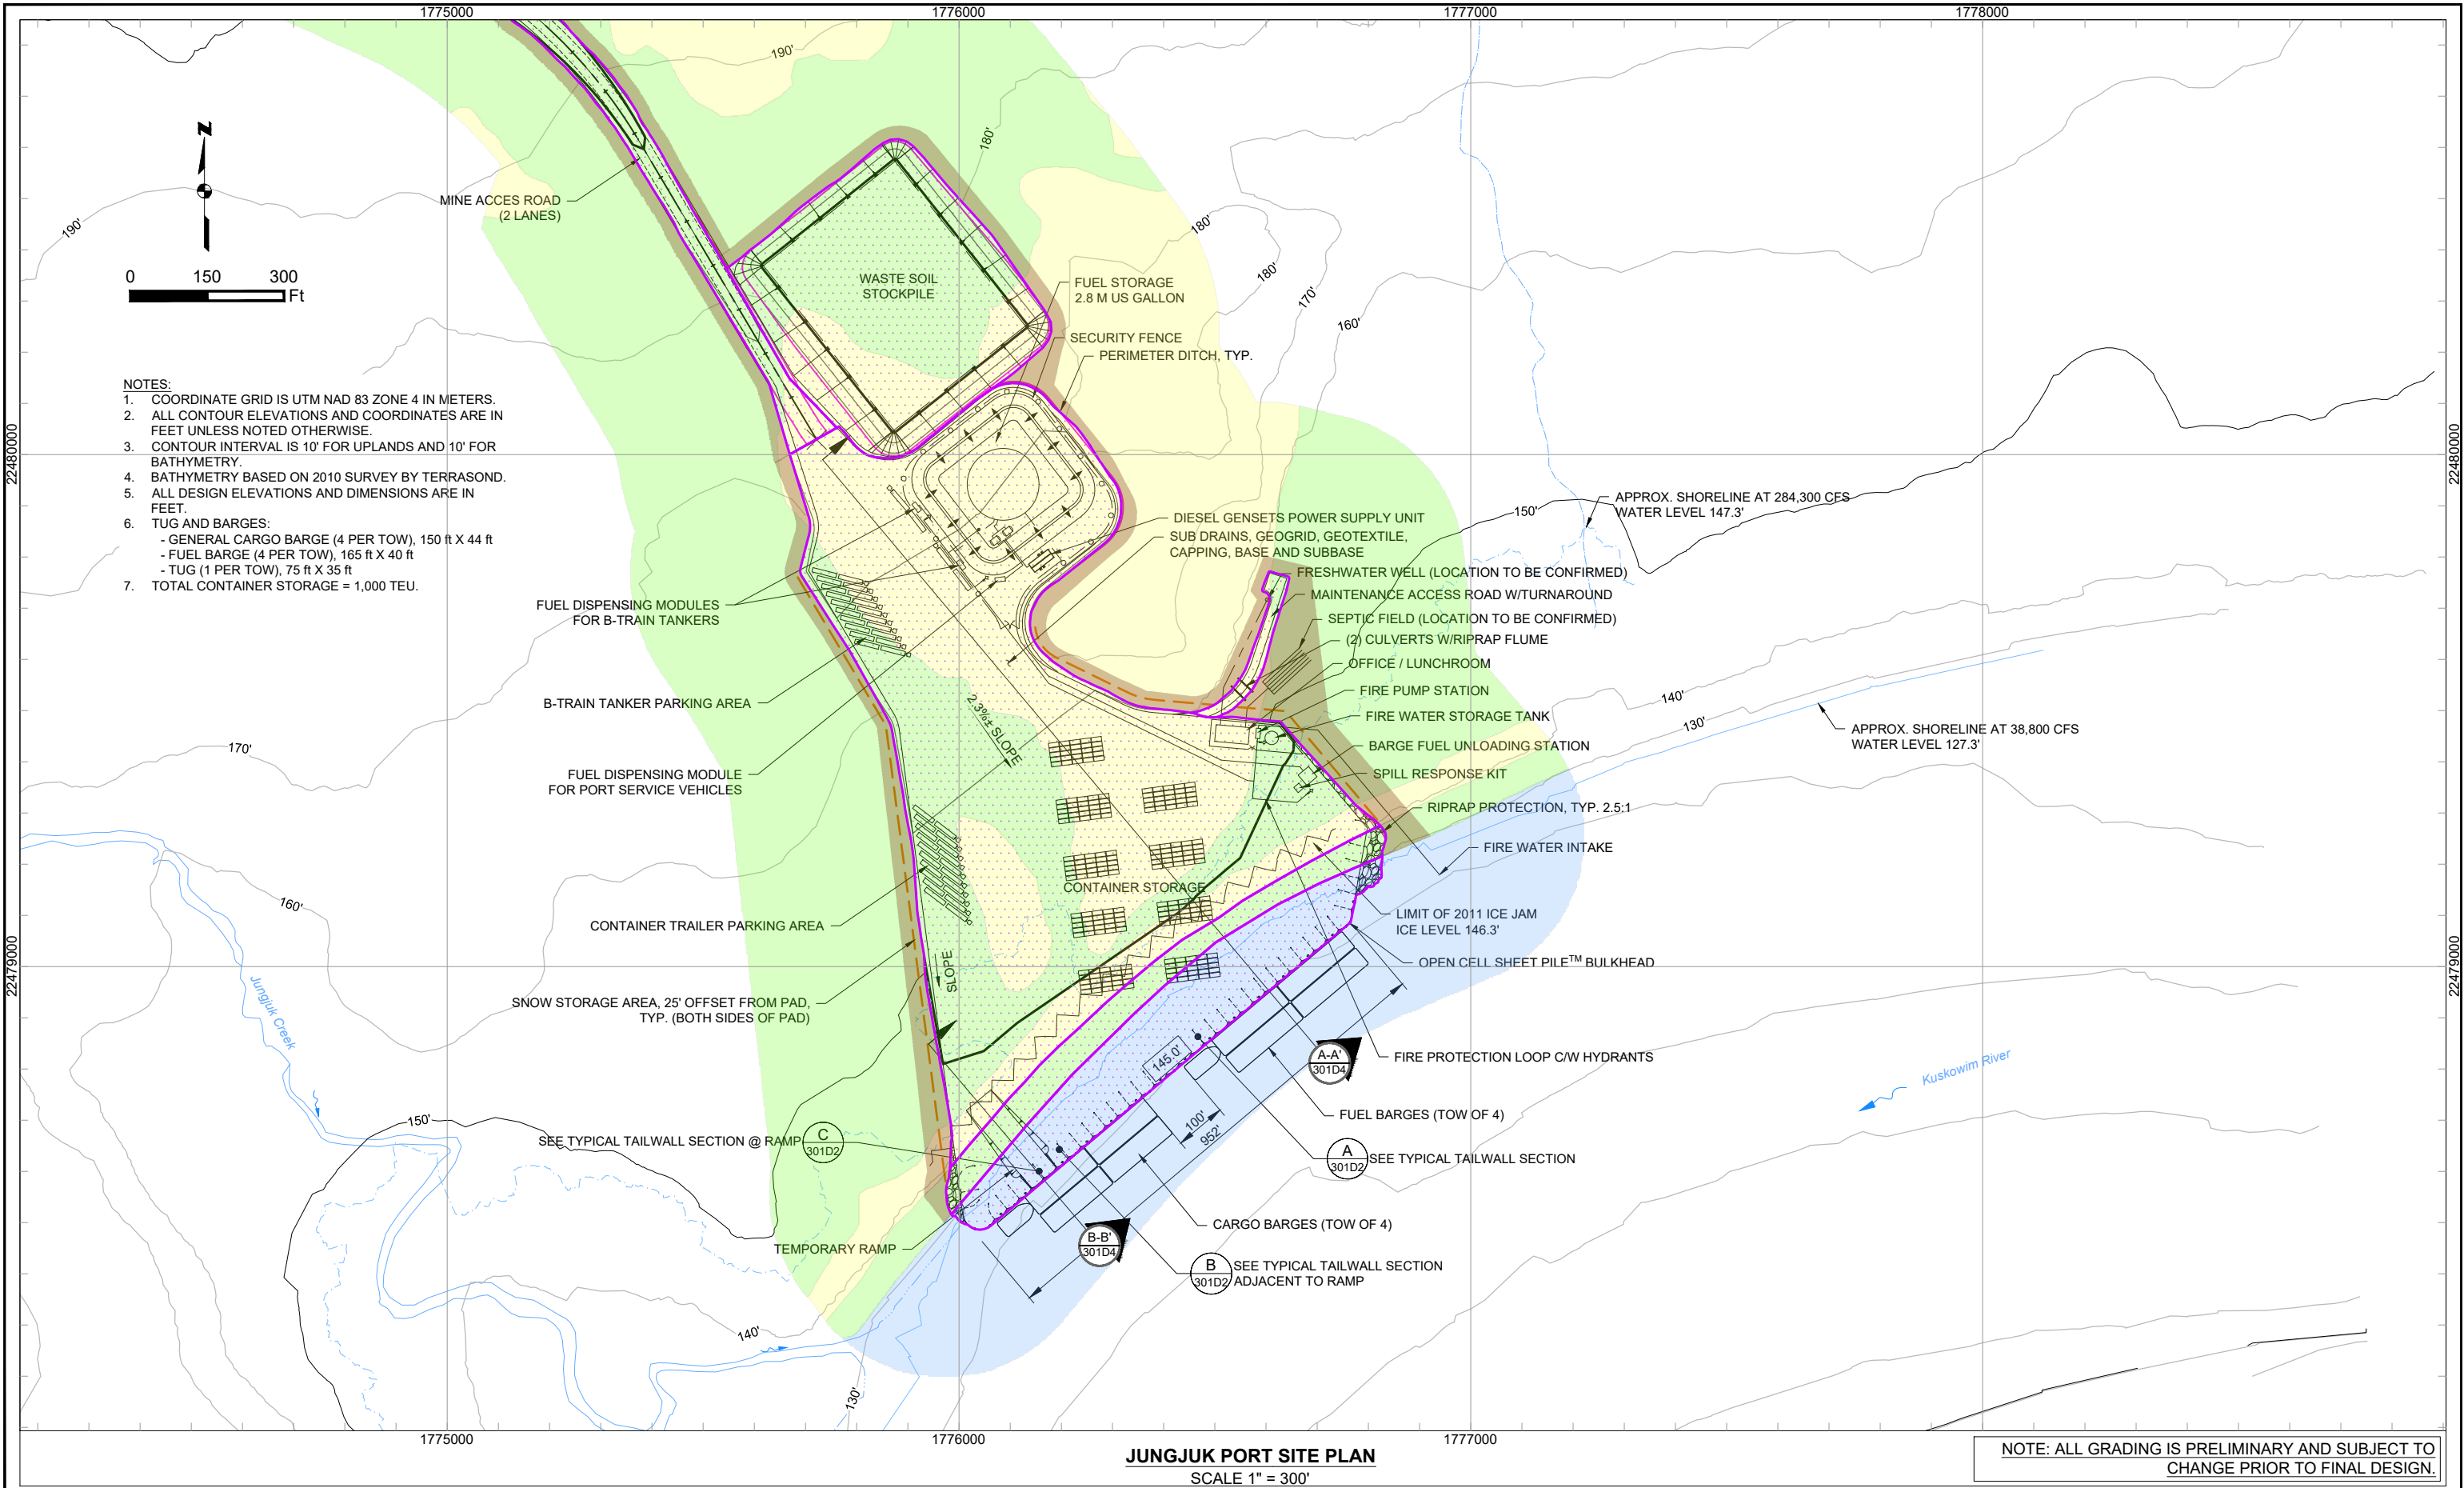 1775000
1776000
1777000
1778000
190'
180'
N
MINE ACCES ROAD
(2 LANES)
190'
180'
180'
170'
160'
0 150 300
Ft
WASTE SOIL
STOCKPILE
FUEL STORAGE
2.8 M US GALLON
SECURITY FENCE
PERIMETER DITCH, TYP.
NOTES:
1. COORDINATE GRID IS UTM NAD 83 ZONE 4 IN METERS.
2. ALL CONTOUR ELEVATIONS AND COORDINATES ARE IN
FEET UNLESS NOTED OTHERWISE.
3. CONTOUR INTERVAL IS 10' FOR UPLANDS AND 10' FOR
BATHYMETRY.
4. BATHYMETRY BASED ON 2010 SURVEY BY TERRASOND.
5. ALL DESIGN ELEVATIONS AND DIMENSIONS ARE IN
FEET.
6. TUG AND BARGES:
- GENERAL CARGO BARGE (4 PER TOW), 150 ft X 44 ft
- FUEL BARGE (4 PER TOW), 165 ft X 40 ft
- TUG (1 PER TOW), 75 ft X 35 ft
7. TOTAL CONTAINER STORAGE = 1,000 TEU.
22480000
22480000
APPROX. SHORELINE AT 284,300 CFS
WATER LEVEL 147.3'
150'
DIESEL GENSETS POWER SUPPLY UNIT
SUB DRAINS, GEOGRID, GEOTEXTILE,
CAPPING, BASE AND SUBBASE
FRESHWATER WELL (LOCATION TO BE CONFIRMED)
MAINTENANCE ACCESS ROAD W/TURNAROUND
SEPTIC FIELD (LOCATION TO BE CONFIRMED)
(2) CULVERTS W/RIPRAP FLUME
OFFICE / LUNCHROOM
FIRE PUMP STATION
FIRE WATER STORAGE TANK
BARGE FUEL UNLOADING STATION
SPILL RESPONSE KIT
RIPRAP PROTECTION, TYP. 2.5:1
FIRE WATER INTAKE
FUEL DISPENSING MODULES
FOR B-TRAIN TANKERS
B-TRAIN TANKER PARKING AREA
2.3%± SLOPE
140'
130'
APPROX. SHORELINE AT 38,800 CFS
WATER LEVEL 127.3'
170'
FUEL DISPENSING MODULE
FOR PORT SERVICE VEHICLES
CONTAINER STORAGE
160'
CONTAINER TRAILER PARKING AREA
LIMIT OF 2011 ICE JAM
ICE LEVEL 146.3'
OPEN CELL SHEET PILE™ BULKHEAD
22479000
22479000
Jungjuk Creek
SLOPE
SNOW STORAGE AREA, 25' OFFSET FROM PAD,
TYP. (BOTH SIDES OF PAD)
145.0'
A-A'
301D4
FIRE PROTECTION LOOP C/W HYDRANTS
Kuskowim River
FUEL BARGES (TOW OF 4)
100'
952'
150'
SEE TYPICAL TAILWALL SECTION @ RAMP
C
301D2
A
301D2
SEE TYPICAL TAILWALL SECTION
CARGO BARGES (TOW OF 4)
TEMPORARY RAMP
B-B'
301D4
B
301D2
SEE TYPICAL TAILWALL SECTION
ADJACENT TO RAMP
140'
130'
1775000
1776000
1777000
JUNGJUK PORT SITE PLAN
SCALE 1" = 300'
NOTE: ALL GRADING IS PRELIMINARY AND SUBJECT TO
CHANGE PRIOR TO FINAL DESIGN.